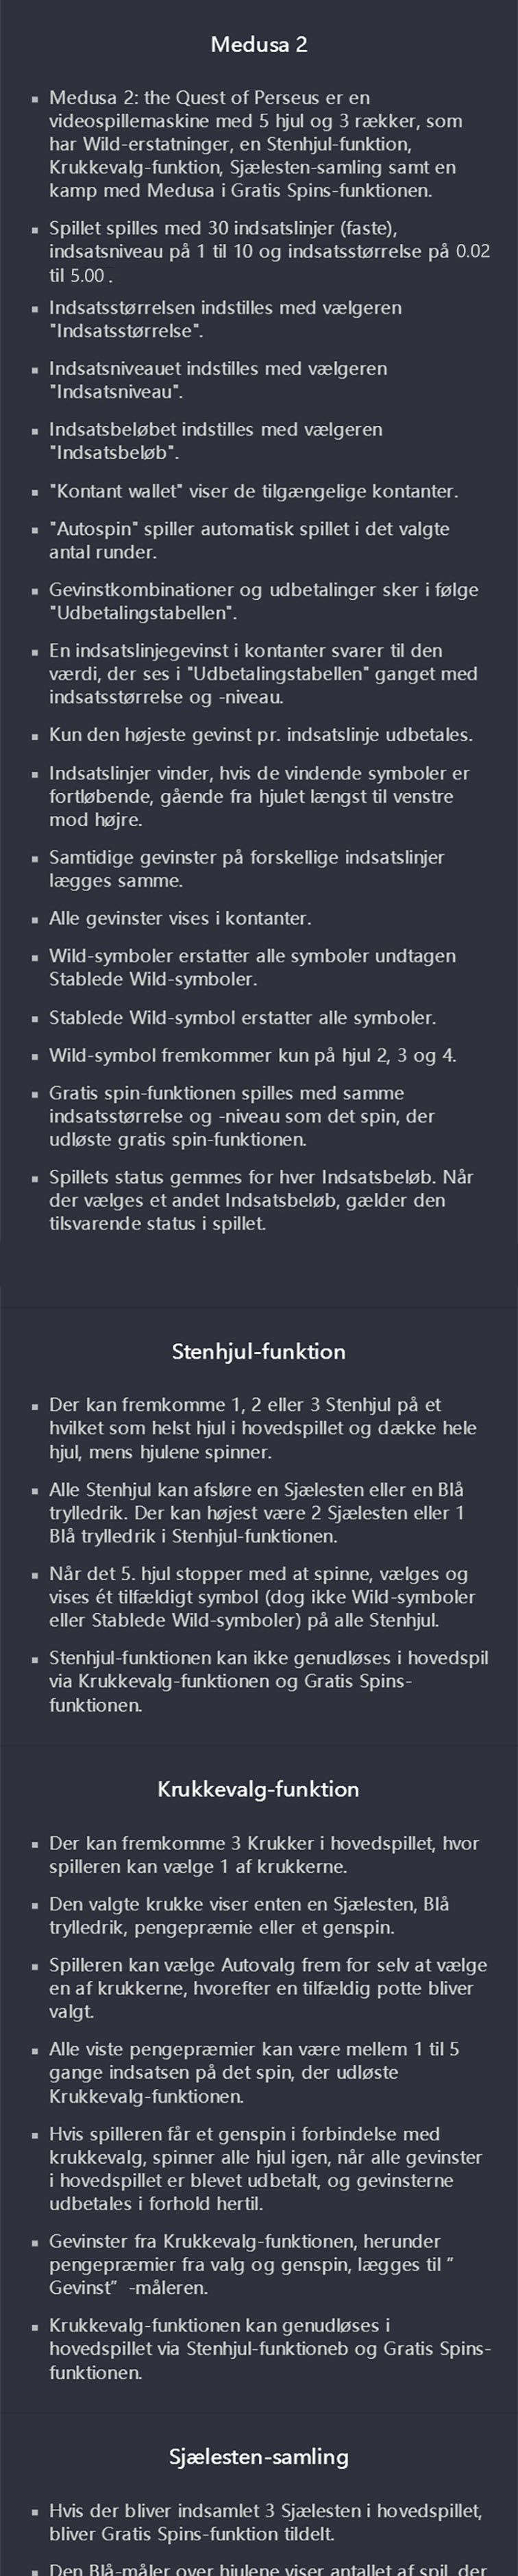 Medusa 2
▪ Medusa 2: the Quest of Perseus er en
videospillemaskine med 5 hjul og 3 rækker, som
har Wild-erstatninger, en Stenhjul-funktion,
Krukkevalg-funktion, Sjælesten-samling samt en
kamp med Medusa i Gratis Spins-funktionen.
▪ Spillet spilles med 30 indsatslinjer (faste),
indsatsniveau på 1 til 10 og indsatsstørrelse på 0.02
til 5.00 .
▪ Indsatsstørrelsen indstilles med vælgeren
"Indsatsstørrelse".
▪ Indsatsniveauet indstilles med vælgeren
"Indsatsniveau".
▪ Indsatsbeløbet indstilles med vælgeren
"Indsatsbeløb".
▪ "Kontant wallet" viser de tilgængelige kontanter.
▪ "Autospin" spiller automatisk spillet i det valgte
antal runder.
▪ Gevinstkombinationer og udbetalinger sker i følge
"Udbetalingstabellen".
▪ En indsatslinjegevinst i kontanter svarer til den
værdi, der ses i "Udbetalingstabellen" ganget med
indsatsstørrelse og -niveau.
▪ Kun den højeste gevinst pr. indsatslinje udbetales.
▪ Indsatslinjer vinder, hvis de vindende symboler er
fortløbende, gående fra hjulet længst til venstre
mod højre.
▪ Samtidige gevinster på forskellige indsatslinjer
lægges samme.
▪ Alle gevinster vises i kontanter.
▪ Wild-symboler erstatter alle symboler undtagen
Stablede Wild-symboler.
▪ Stablede Wild-symbol erstatter alle symboler.
▪ Wild-symbol fremkommer kun på hjul 2, 3 og 4.
▪ Gratis spin-funktionen spilles med samme
indsatsstørrelse og -niveau som det spin, der
udløste gratis spin-funktionen.
▪ Spillets status gemmes for hver Indsatsbeløb. Når
der vælges et andet Indsatsbeløb, gælder den
tilsvarende status i spillet.
Stenhjul-funktion
▪ Der kan fremkomme 1, 2 eller 3 Stenhjul på et
hvilket som helst hjul i hovedspillet og dække hele
hjul, mens hjulene spinner.
▪ Alle Stenhjul kan afsløre en Sjælesten eller en Blå
trylledrik. Der kan højest være 2 Sjælesten eller 1
Blå trylledrik i Stenhjul-funktionen.
▪ Når det 5. hjul stopper med at spinne, vælges og
vises ét tilfældigt symbol (dog ikke Wild-symboler
eller Stablede Wild-symboler) på alle Stenhjul.
▪ Stenhjul-funktionen kan ikke genudløses i hovedspil
via Krukkevalg-funktionen og Gratis Spins-
funktionen.
Krukkevalg-funktion
▪ Der kan fremkomme 3 Krukker i hovedspillet, hvor
spilleren kan vælge 1 af krukkerne.
▪ Den valgte krukke viser enten en Sjælesten, Blå
trylledrik, pengepræmie eller et genspin.
▪ Spilleren kan vælge Autovalg frem for selv at vælge
en af krukkerne, hvorefter en tilfældig potte bliver
valgt.
▪ Alle viste pengepræmier kan være mellem 1 til 5
gange indsatsen på det spin, der udløste
Krukkevalg-funktionen.
▪ Hvis spilleren får et genspin i forbindelse med
krukkevalg, spinner alle hjul igen, når alle gevinster
i hovedspillet er blevet udbetalt, og gevinsterne
udbetales i forhold hertil.
▪ Gevinster fra Krukkevalg-funktionen, herunder
pengepræmier fra valg og genspin, lægges til ”
Gevinst” -måleren.
▪ Krukkevalg-funktionen kan genudløses i
hovedspillet via Stenhjul-funktioneb og Gratis Spins-
funktionen.
Sjælesten-samling
▪ Hvis der bliver indsamlet 3 Sjælesten i hovedspillet,
bliver Gratis Spins-funktion tildelt.
▪ Den Blå-måler over hjulene viser antallet af spil, der